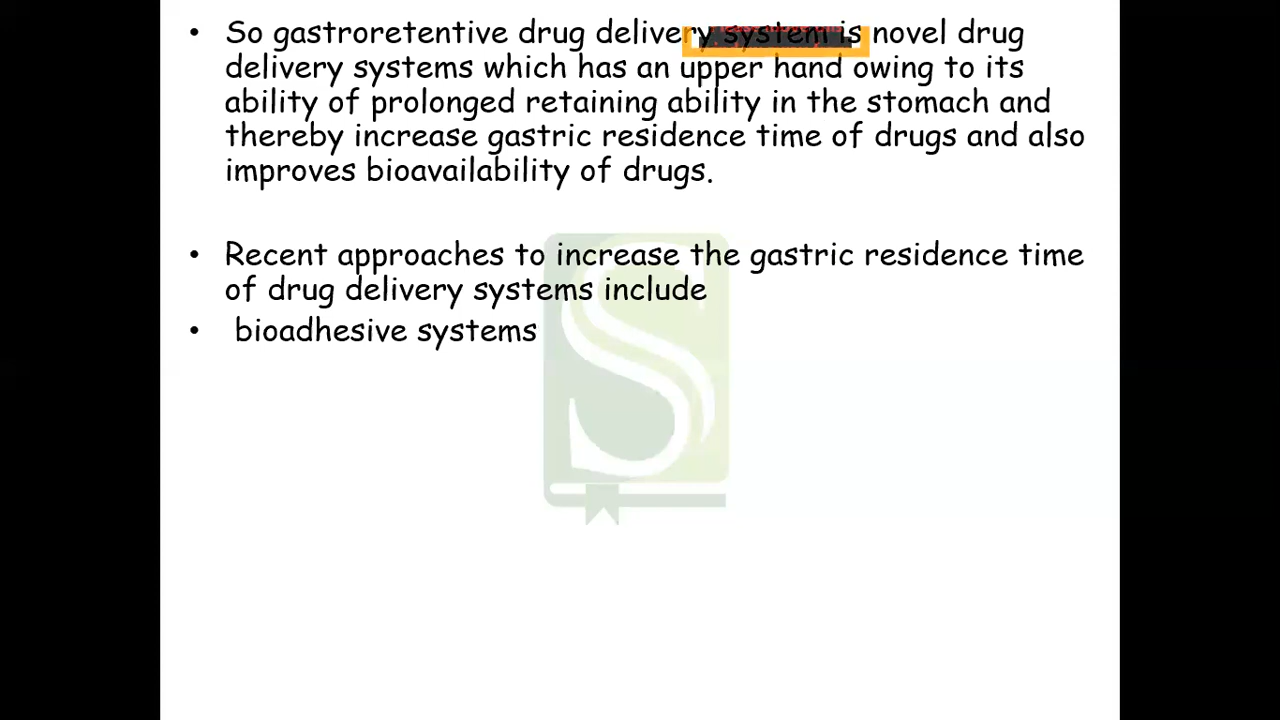 • So gastroretentive drug delivery system is novel drug
delivery systems which has an upper hand owing to its
ability of prolonged retaining ability in the stomach and
thereby increase gastric residence time of drugs and also
improves bioavailability of drugs.
• Recent approaches to increase the gastric residence time
of drug delivery systems include
• bioadhesive systems
S